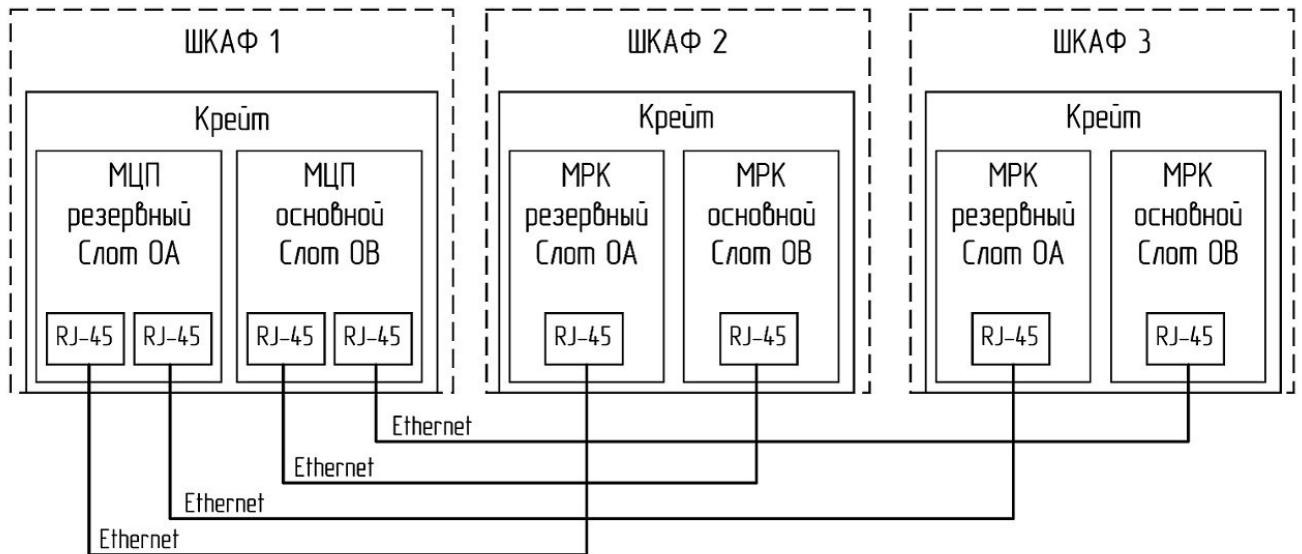 ШКАФ 1
Крейт
МЦП
резервный
Слот 0А
МЦП
основной
Слот 0В
RJ-45
RJ-45
RJ-45
RJ-45
ШКАФ 2
Крейт
МРК
резервный
Слот 0А
МРК
основной
Слот 0В
RJ-45
RJ-45
ШКАФ 3
Крейт
МРК
резервный
Слот 0А
МРК
основной
Слот 0В
RJ-45
RJ-45
Ethernet
Ethernet
Ethernet
Ethernet